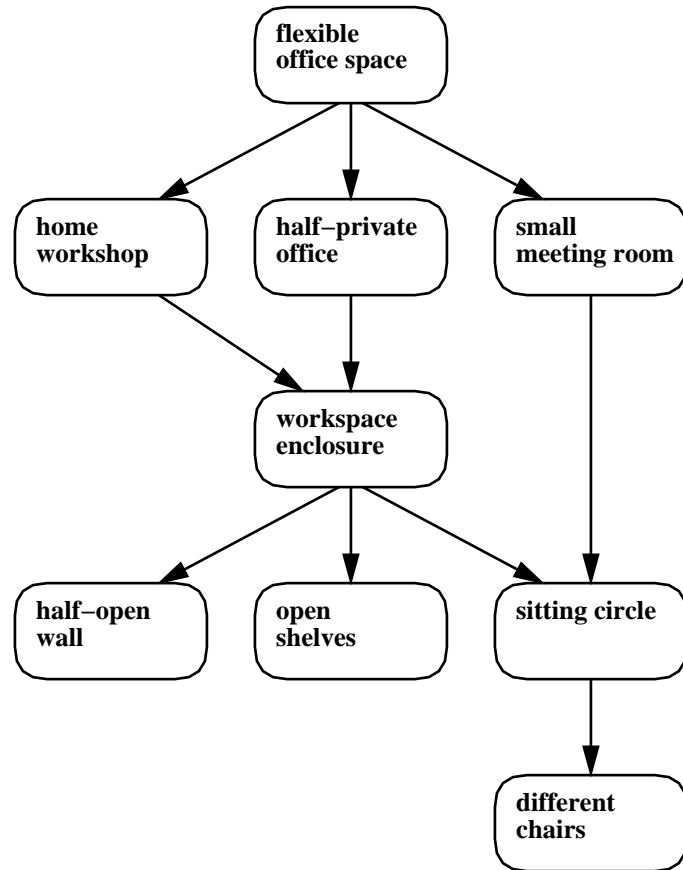 flexible
office space
home
workshop
half−private
office
small
meeting room
workspace
enclosure
half−open
wall
open
shelves
sitting circle
different
chairs